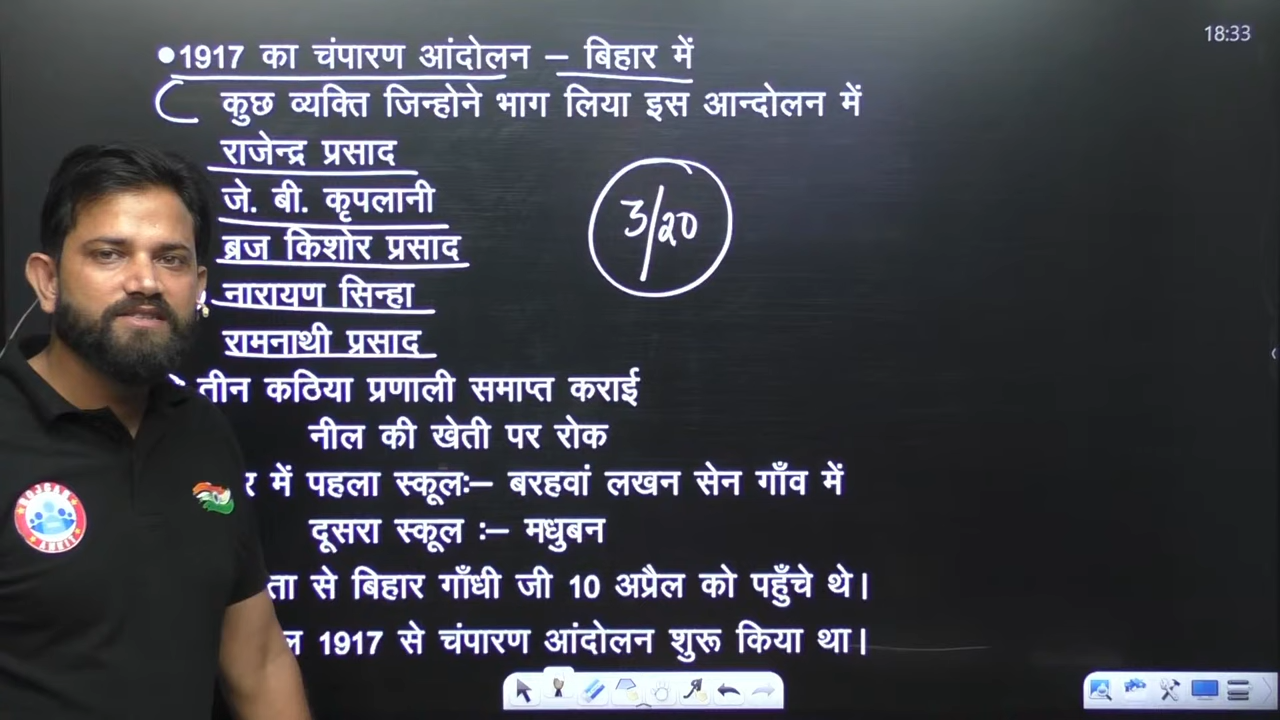 18:33
●1917 का चंपारण आंदोलन – बिहार में
कुछ व्यक्ति जिन्होने भाग लिया इस आन्दोलन में
राजेन्द्र प्रसाद
जे. बी. कृपलानी
3/20
ब्रज किशोर प्रसाद
नारायण सिन्हा
रामनाथी प्रसाद
तीन कठिया प्रणाली समाप्त कराई
नील की खेती पर रोक
में पहला स्कूलः– बरहवां लखन सेन गाँव में
दूसरा स्कूल :– मधुबन
से बिहार गाँधी जी 10 अप्रैल को पहुँचे थे।
1917 से चंपारण आंदोलन शुरू किया था।